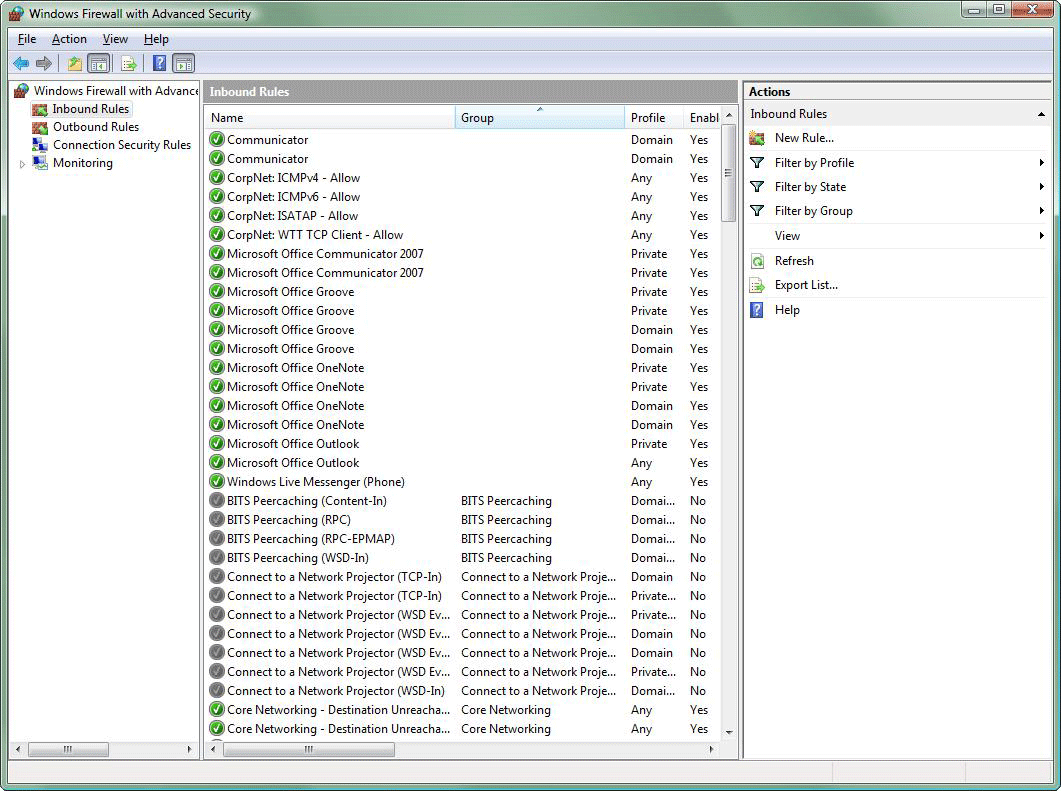 Windows Firewall with Advanced Security
File Action View Help
Windows Firewall with Advance
Inbound Rules
Outbound Rules
Connection Security Rules
Monitoring
Inbound Rules
Name Group Profile Enabl
Communicator Domain Yes
Communicator Domain Yes
CorpNet: ICMPv4 - Allow Any Yes
CorpNet: ICMPv6 - Allow Any Yes
CorpNet: ISATAP - Allow Any Yes
CorpNet: WTT TCP Client - Allow Any Yes
Microsoft Office Communicator 2007 Private Yes
Microsoft Office Communicator 2007 Private Yes
Microsoft Office Groove Private Yes
Microsoft Office Groove Private Yes
Microsoft Office Groove Domain Yes
Microsoft Office Groove Domain Yes
Microsoft Office OneNote Private Yes
Microsoft Office OneNote Private Yes
Microsoft Office OneNote Domain Yes
Microsoft Office OneNote Domain Yes
Microsoft Office Outlook Private Yes
Microsoft Office Outlook Any Yes
Windows Live Messenger (Phone) Any Yes
BITS Peercaching (Content-In) BITS Peercaching Domai... No
BITS Peercaching (RPC) BITS Peercaching Domai... No
BITS Peercaching (RPC-EPMAP) BITS Peercaching Domai... No
BITS Peercaching (WSD-In) BITS Peercaching Domai... No
Connect to a Network Projector (TCP-In) Connect to a Network Proje... Domain No
Connect to a Network Projector (TCP-In) Connect to a Network Proje... Private... No
Connect to a Network Projector (WSD Ev... Connect to a Network Proje... Private... No
Connect to a Network Projector (WSD Ev... Connect to a Network Proje... Domain No
Connect to a Network Projector (WSD Ev... Connect to a Network Proje... Domain No
Connect to a Network Projector (WSD Ev... Connect to a Network Proje... Private... No
Connect to a Network Projector (WSD-In) Connect to a Network Proje... Domai... No
Core Networking - Destination Unreacha... Core Networking Any Yes
Core Networking - Destination Unreacha... Core Networking Any Yes
Actions
Inbound Rules
New Rule...
Filter by Profile
Filter by State
Filter by Group
View
Refresh
Export List...
Help